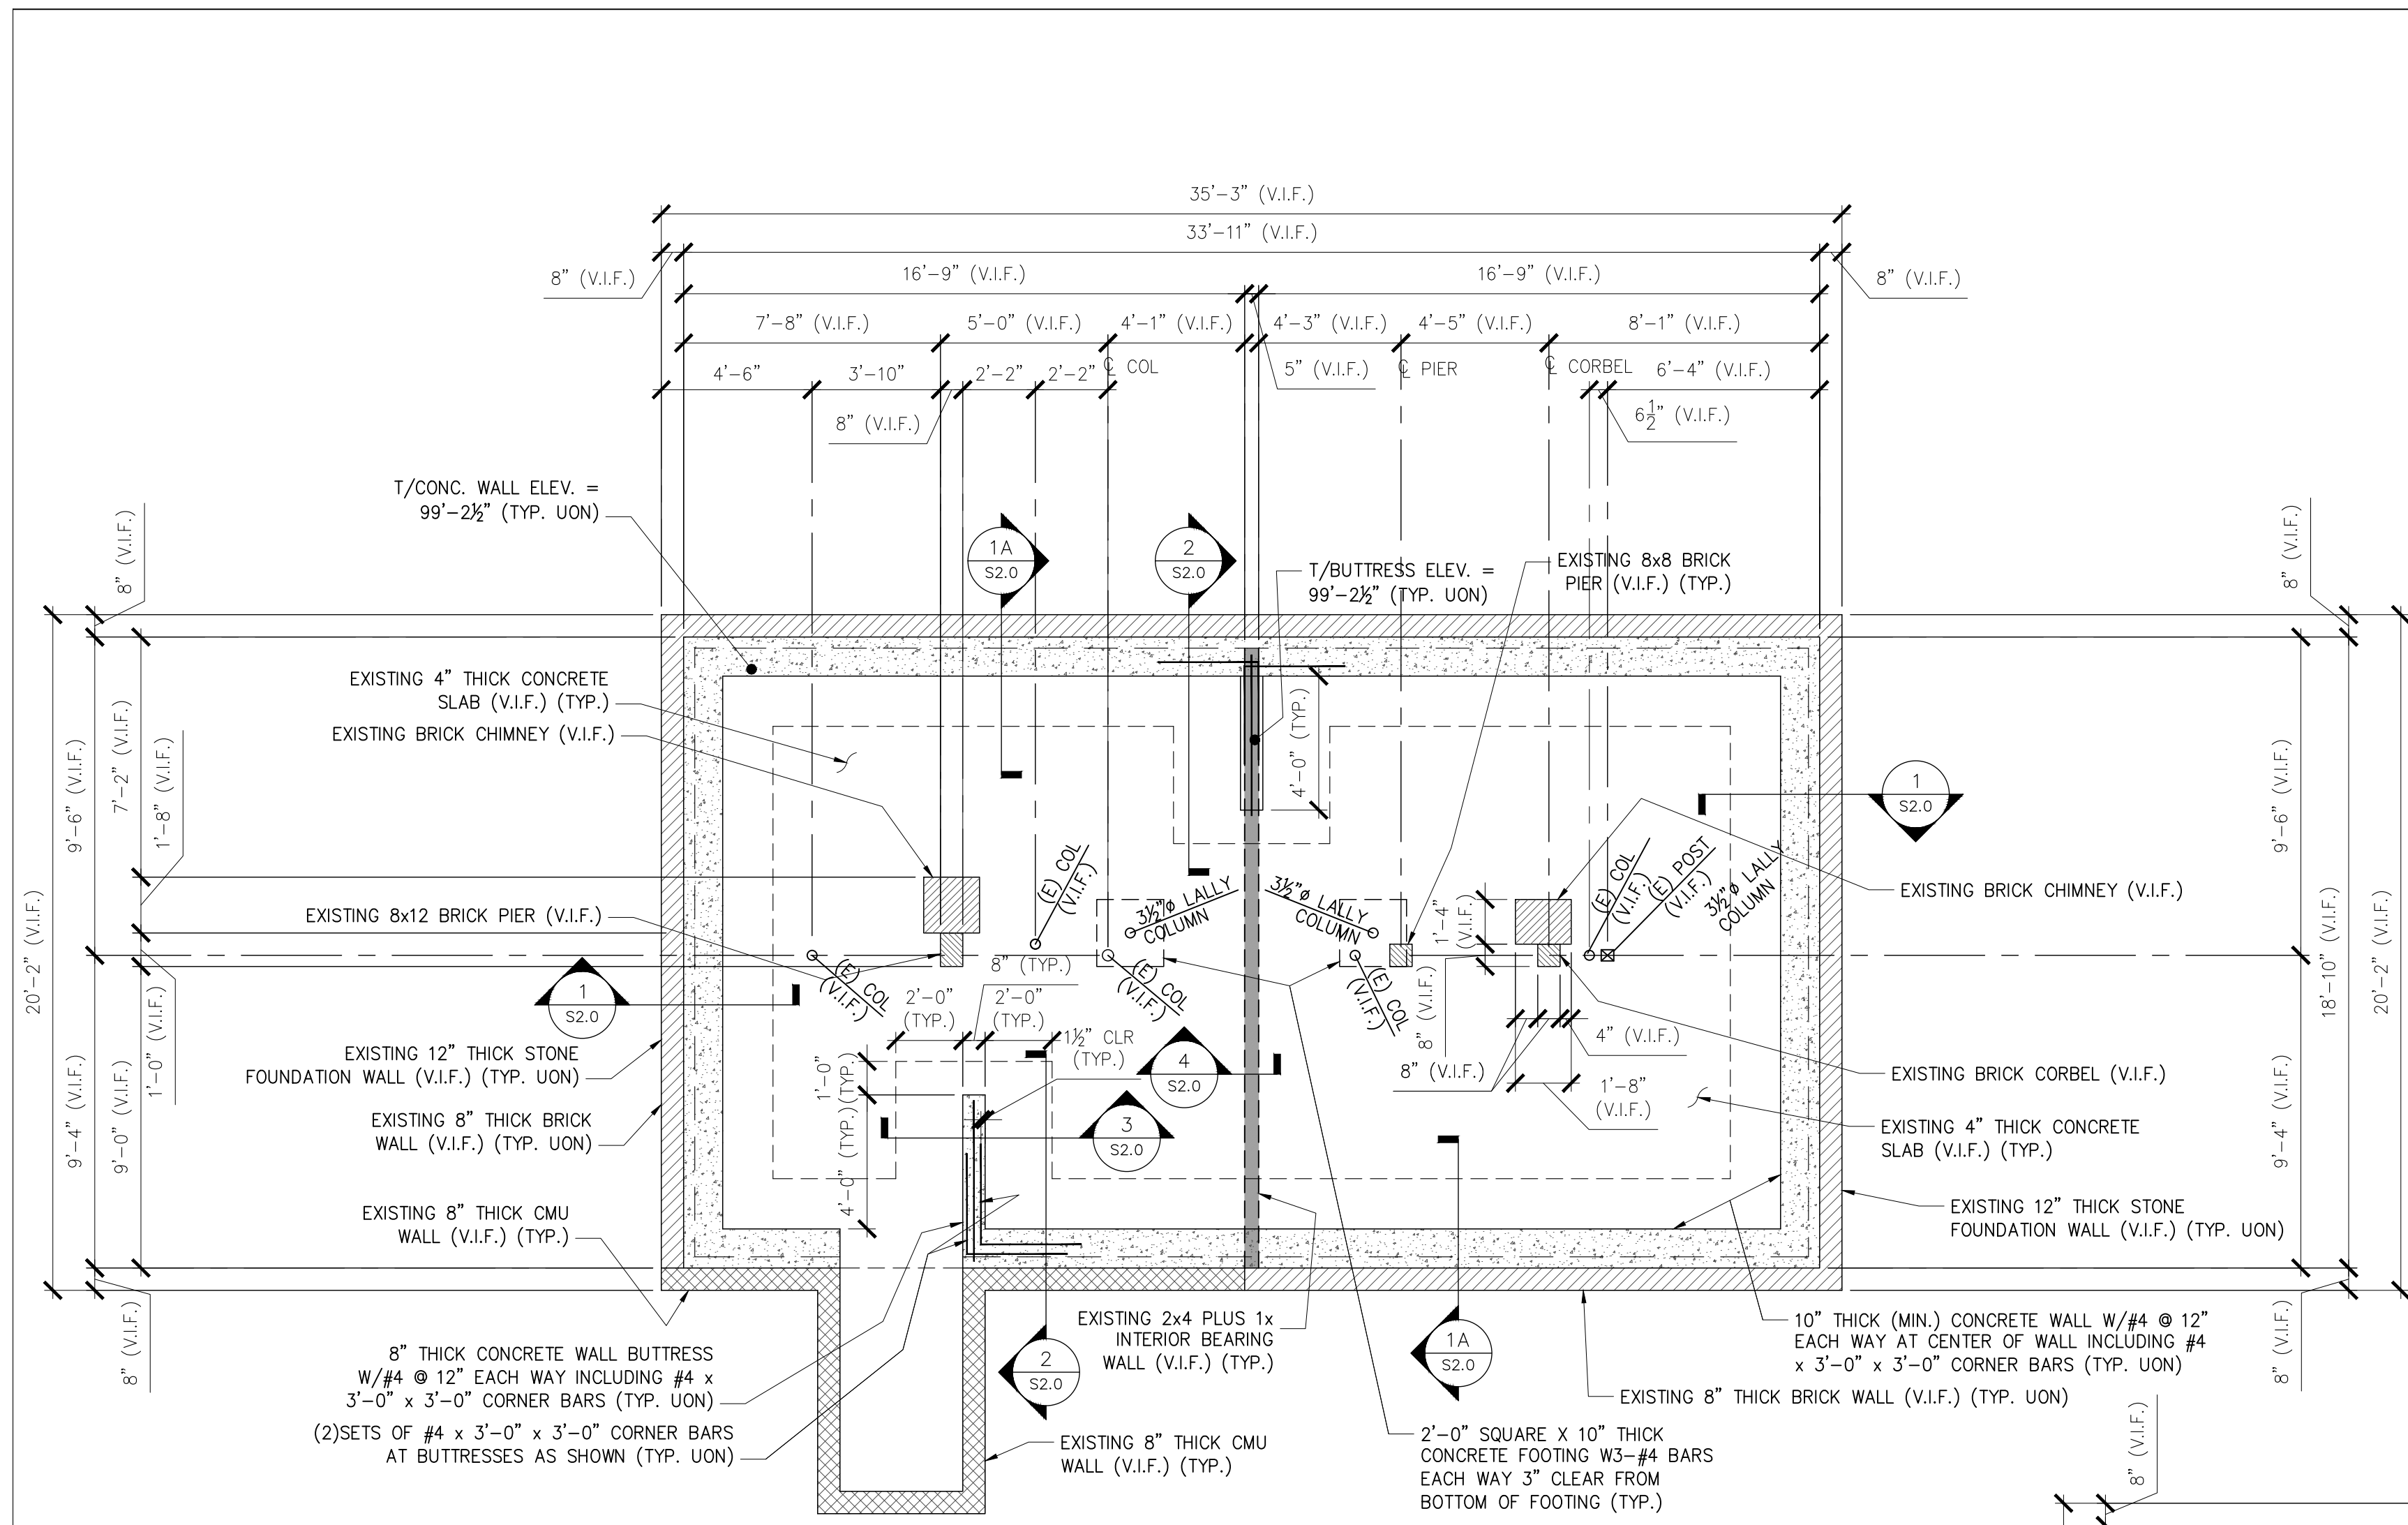 35'-3" (V.I.F.)
33'-11" (V.I.F.)
8" (V.I.F.)
16'-9" (V.I.F.)
16'-9" (V.I.F.)
8" (V.I.F.)
7'-8" (V.I.F.)
5'-0" (V.I.F.)
4'-1" (V.I.F.)
4'-3" (V.I.F.)
4'-5" (V.I.F.)
8'-1" (V.I.F.)
4'-6"
3'-10"
2'-2"
2'-2"
℄ COL
5" (V.I.F.)
℄ PIER
℄ CORBEL
6'-4" (V.I.F.)
8" (V.I.F.)
6½" (V.I.F.)
T/CONC. WALL ELEV. =
99'-2½" (TYP. UON)
1A
S2.0
2
S2.0
T/BUTTRESS ELEV. =
99'-2½" (TYP. UON)
EXISTING 8x8 BRICK
PIER (V.I.F.) (TYP.)
8" (V.I.F.)
8" (V.I.F.)
EXISTING 4" THICK CONCRETE
SLAB (V.I.F.) (TYP.)
EXISTING BRICK CHIMNEY (V.I.F.)
4'-0" (TYP.)
1
S2.0
20'-2" (V.I.F.)
9'-6" (V.I.F.)
7'-2" (V.I.F.)
1'-8" (V.I.F.)
9'-6" (V.I.F.)
18'-10" (V.I.F.)
20'-2" (V.I.F.)
EXISTING 8x12 BRICK PIER (V.I.F.)
(E) COL
(V.I.F.)
3½"ø LALLY
COLUMN
3½"ø LALLY
COLUMN
1'-4"
(V.I.F.)
(E) COL
(V.I.F.)
(E) POST
(V.I.F.)
3½"ø LALLY
COLUMN
EXISTING BRICK CHIMNEY (V.I.F.)
1
S2.0
(E) COL
(V.I.F.)
8" (TYP.)
(E) COL
(V.I.F.)
(E) COL
(V.I.F.)
8" (V.I.F.)
2'-0"
(TYP.)
2'-0"
(TYP.)
1½" CLR
(TYP.)
4
S2.0
4" (V.I.F.)
8" (V.I.F.)
1'-8"
(V.I.F.)
EXISTING BRICK CORBEL (V.I.F.)
9'-4" (V.I.F.)
9'-0" (V.I.F.)
1'-0" (V.I.F.)
EXISTING 12" THICK STONE
FOUNDATION WALL (V.I.F.) (TYP. UON)
1'-0"
(TYP.)
4'-0" (TYP.)
3
S2.0
EXISTING 8" THICK BRICK
WALL (V.I.F.) (TYP. UON)
EXISTING 4" THICK CONCRETE
SLAB (V.I.F.) (TYP.)
9'-4" (V.I.F.)
EXISTING 8" THICK CMU
WALL (V.I.F.) (TYP.)
EXISTING 12" THICK STONE
FOUNDATION WALL (V.I.F.) (TYP. UON)
8" (V.I.F.)
8" (V.I.F.)
8" THICK CONCRETE WALL BUTTRESS
W/#4 @ 12" EACH WAY INCLUDING #4 x
3'-0" x 3'-0" CORNER BARS (TYP. UON)
(2)SETS OF #4 x 3'-0" x 3'-0" CORNER BARS
AT BUTTRESSES AS SHOWN (TYP. UON)
2
S2.0
EXISTING 2x4 PLUS 1x
INTERIOR BEARING
WALL (V.I.F.) (TYP.)
1A
S2.0
10" THICK (MIN.) CONCRETE WALL W/#4 @ 12"
EACH WAY AT CENTER OF WALL INCLUDING #4
x 3'-0" x 3'-0" CORNER BARS (TYP. UON)
EXISTING 8" THICK BRICK WALL (V.I.F.) (TYP. UON)
EXISTING 8" THICK CMU
WALL (V.I.F.) (TYP.)
2'-0" SQUARE X 10" THICK
CONCRETE FOOTING W3-#4 BARS
EACH WAY 3" CLEAR FROM
BOTTOM OF FOOTING (TYP.)
8" (V.I.F.)